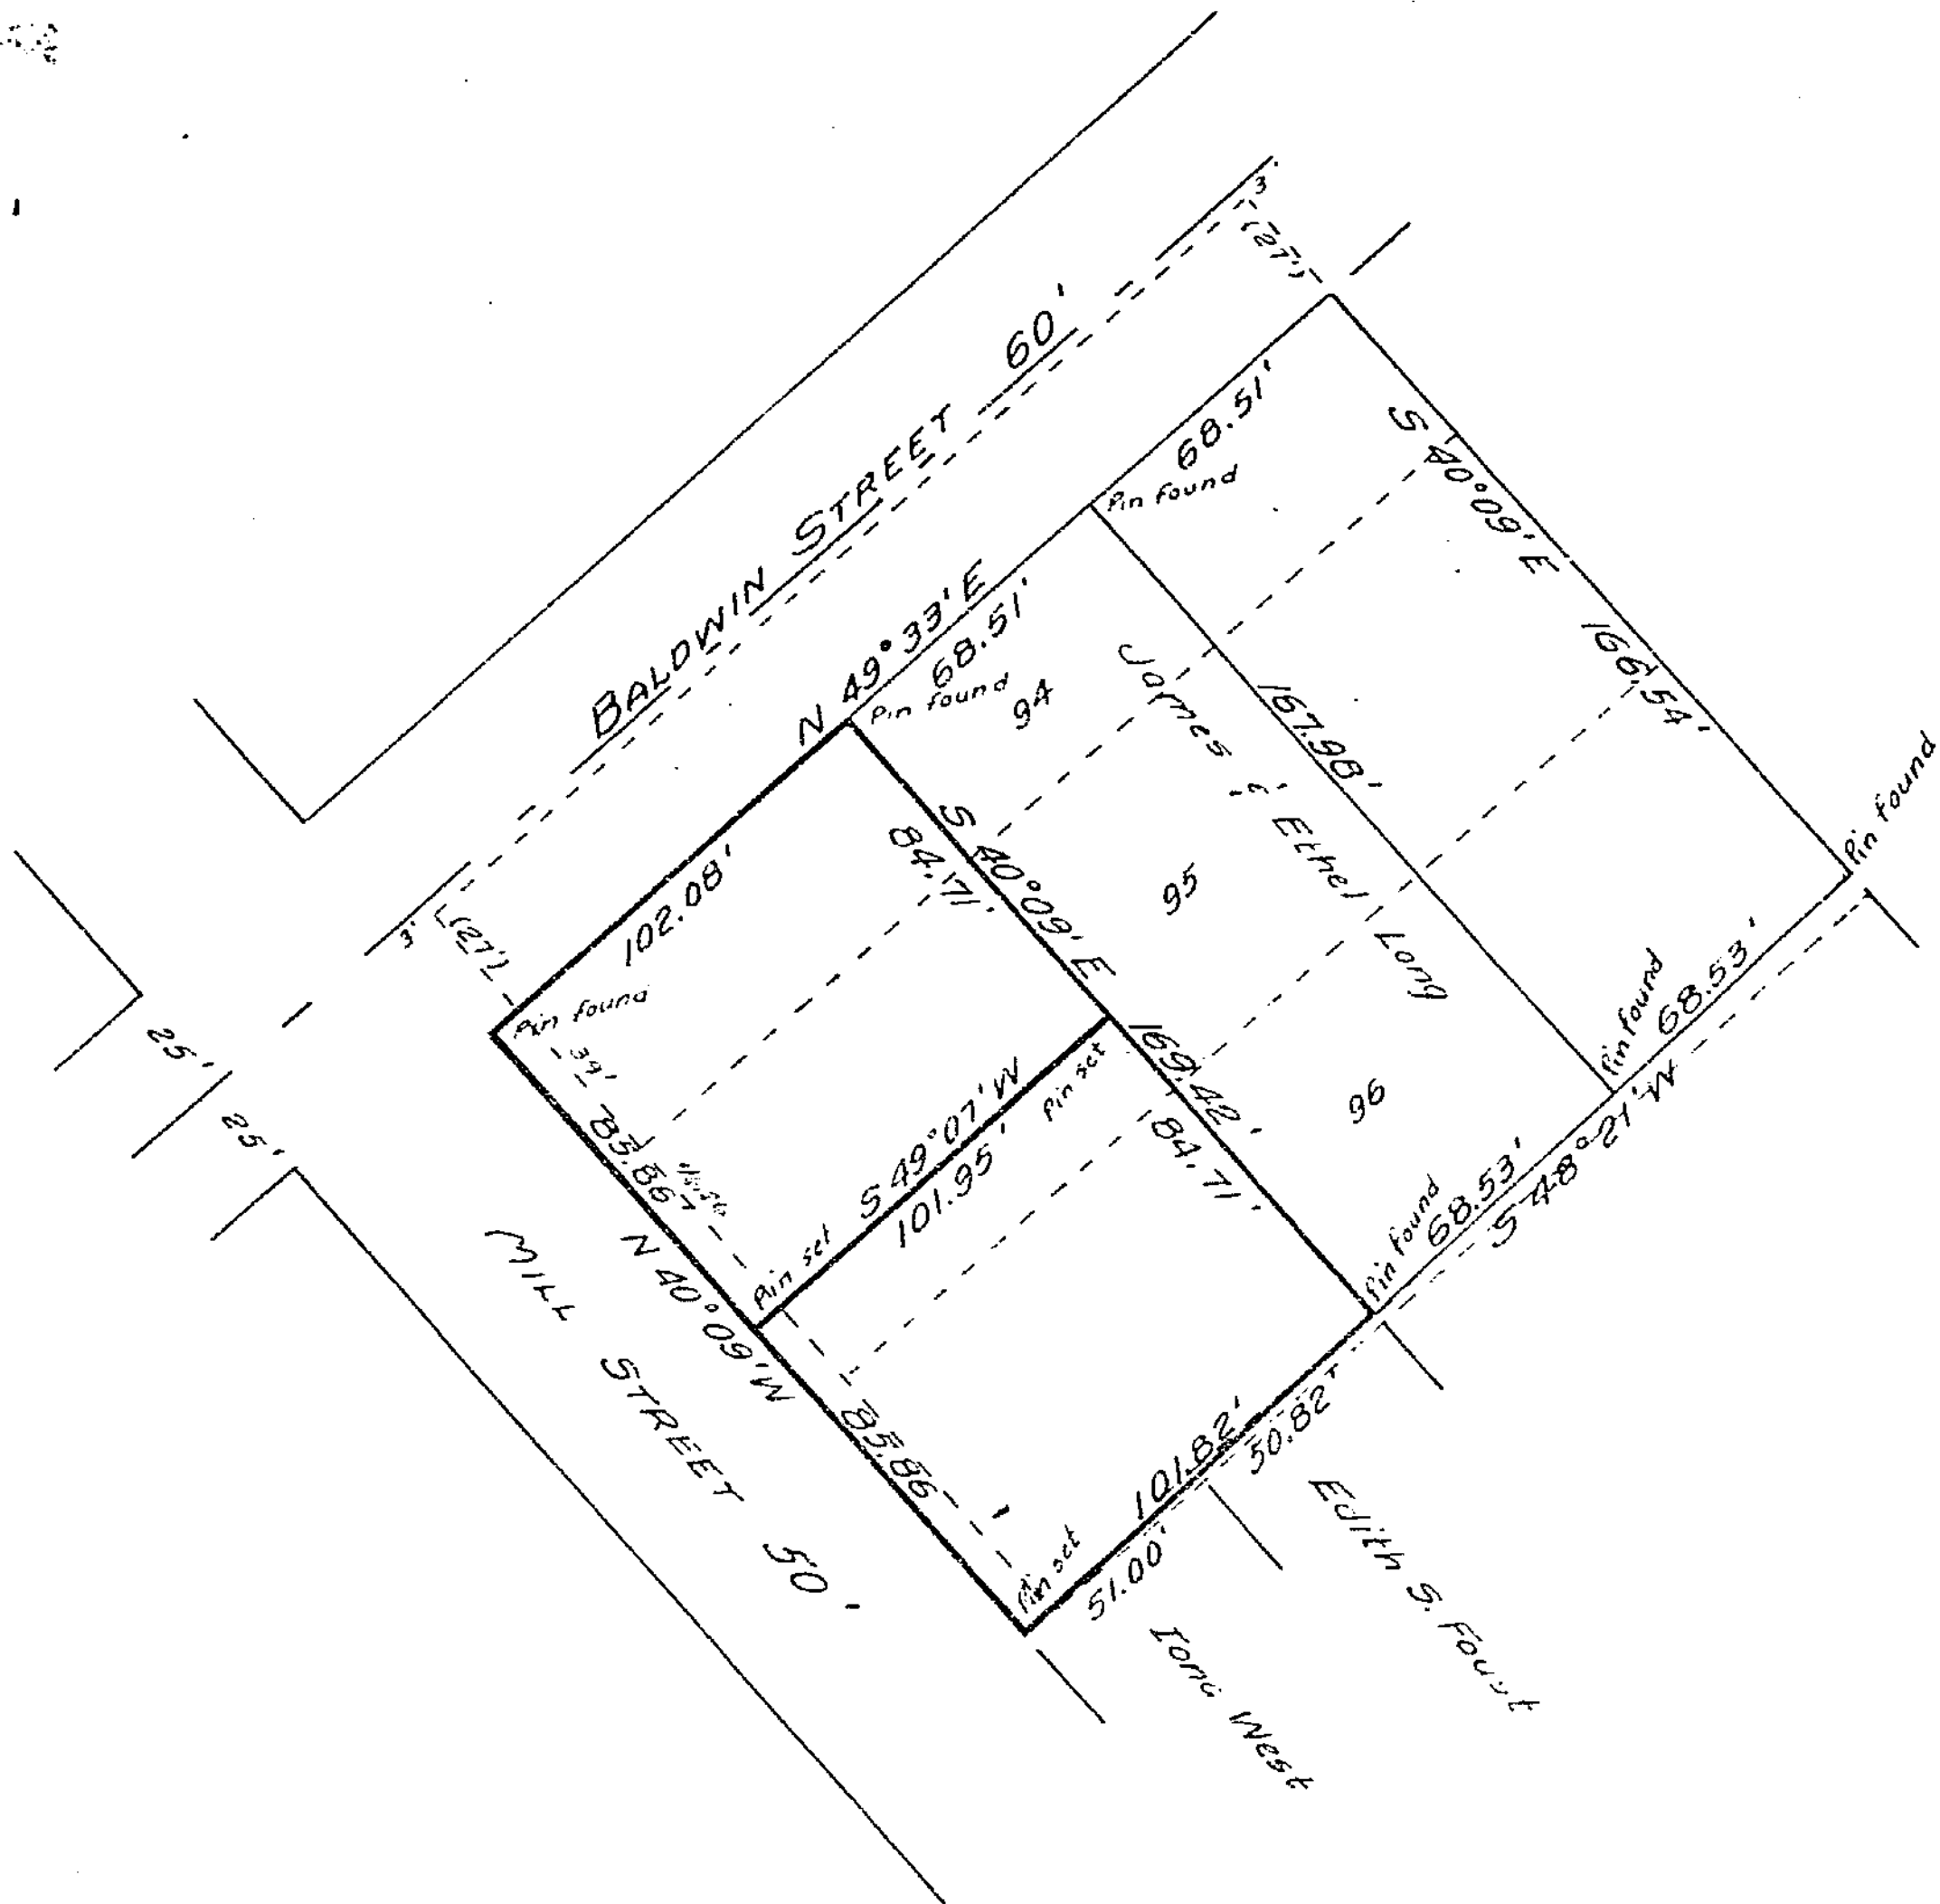 BALDWIN STREET 60'
3'
(27')
68.51'
Pin found
S 40°09' E
166.54'
N 49°33' E
68.51'
Pin found
94
James & Ethel Long
167.98'
Pin found
102.08'
84.71'
S 40°09' E
95
3'
(27')
Pin found
39'
25'
25'
85.86'
S 49°07' W
101.95'
Pin set
Pin set
169.42'
84.71'
96
Pin found
68.53'
S 48°21' W
Pin found
68.53'
N 40°09' W
MILL STREET 50'
85.86'
101.82'
50.82'
Pin set
51.00'
Edith S. Foust
West